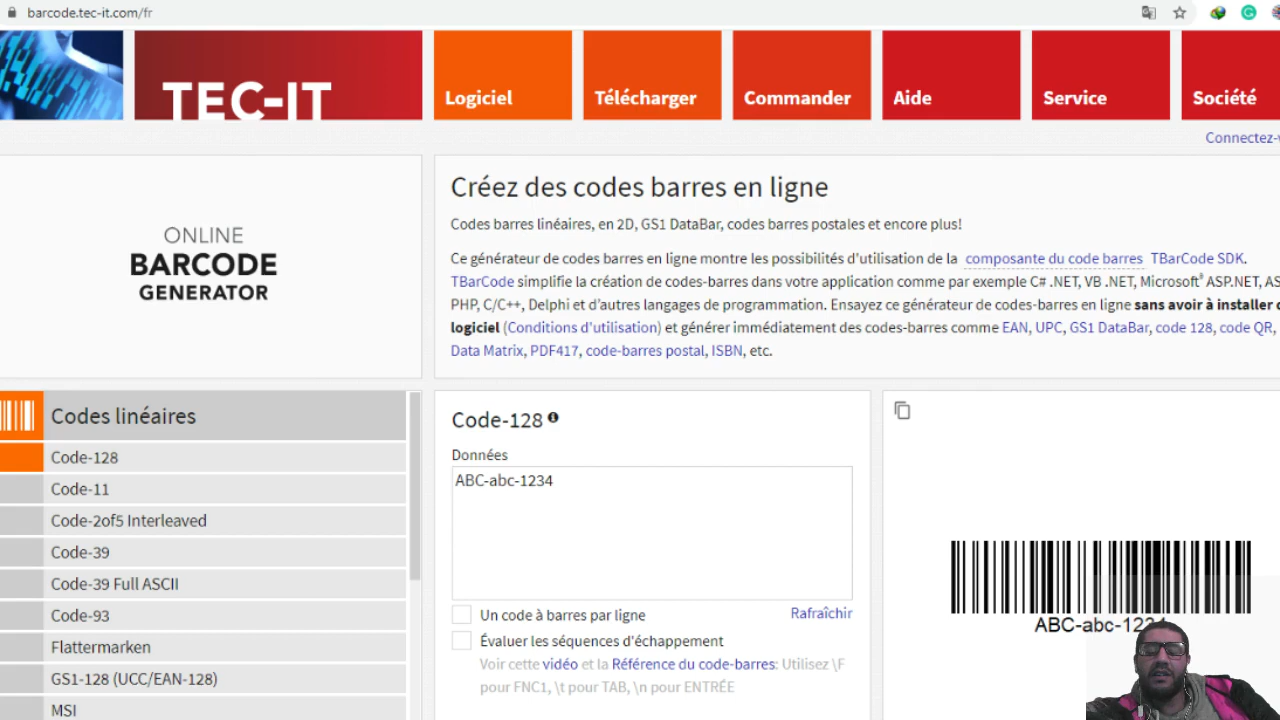 barcode.tec-it.com/fr
TEC-IT
Logiciel
Télécharger
Commander
Aide
Service
Société
ONLINE
BARCODE
GENERATOR
Créez des codes barres en ligne
Codes barres linéaires, en 2D, GS1 DataBar, codes barres postales et encore plus!
Ce générateur de codes barres en ligne montre les possibilités d'utilisation de la composante du code barres TBarCode SDK.
TBarCode simplifie la création de codes-barres dans votre application comme par exemple C# .NET, VB .NET, Microsoft® ASP.NET,
PHP, C/C++, Delphi et d'autres langages de programmation. Ensayez ce générateur de codes-barres en ligne sans avoir à installer
logiciel (Conditions d'utilisation) et générer immédiatement des codes-barres comme EAN, UPC, GS1 DataBar, code 128, code QR,
Data Matrix, PDF417, code-barres postal, ISBN, etc.
Codes linéaires
Code-128
Code-11
Code-2of5 Interleaved
Code-39
Code-39 Full ASCII
Code-93
Flattermarken
GS1-128 (UCC/EAN-128)
MSI
Code-128
Données
ABC-abc-1234
Un code à barres par ligne
Rafraîchir
Évaluer les séquences d'échappement
Voir cette vidéo et la Référence du code-barres: Utilisez \F
pour FNC1, \t pour TAB, \n pour ENTRÉE
ABC-abc-1234